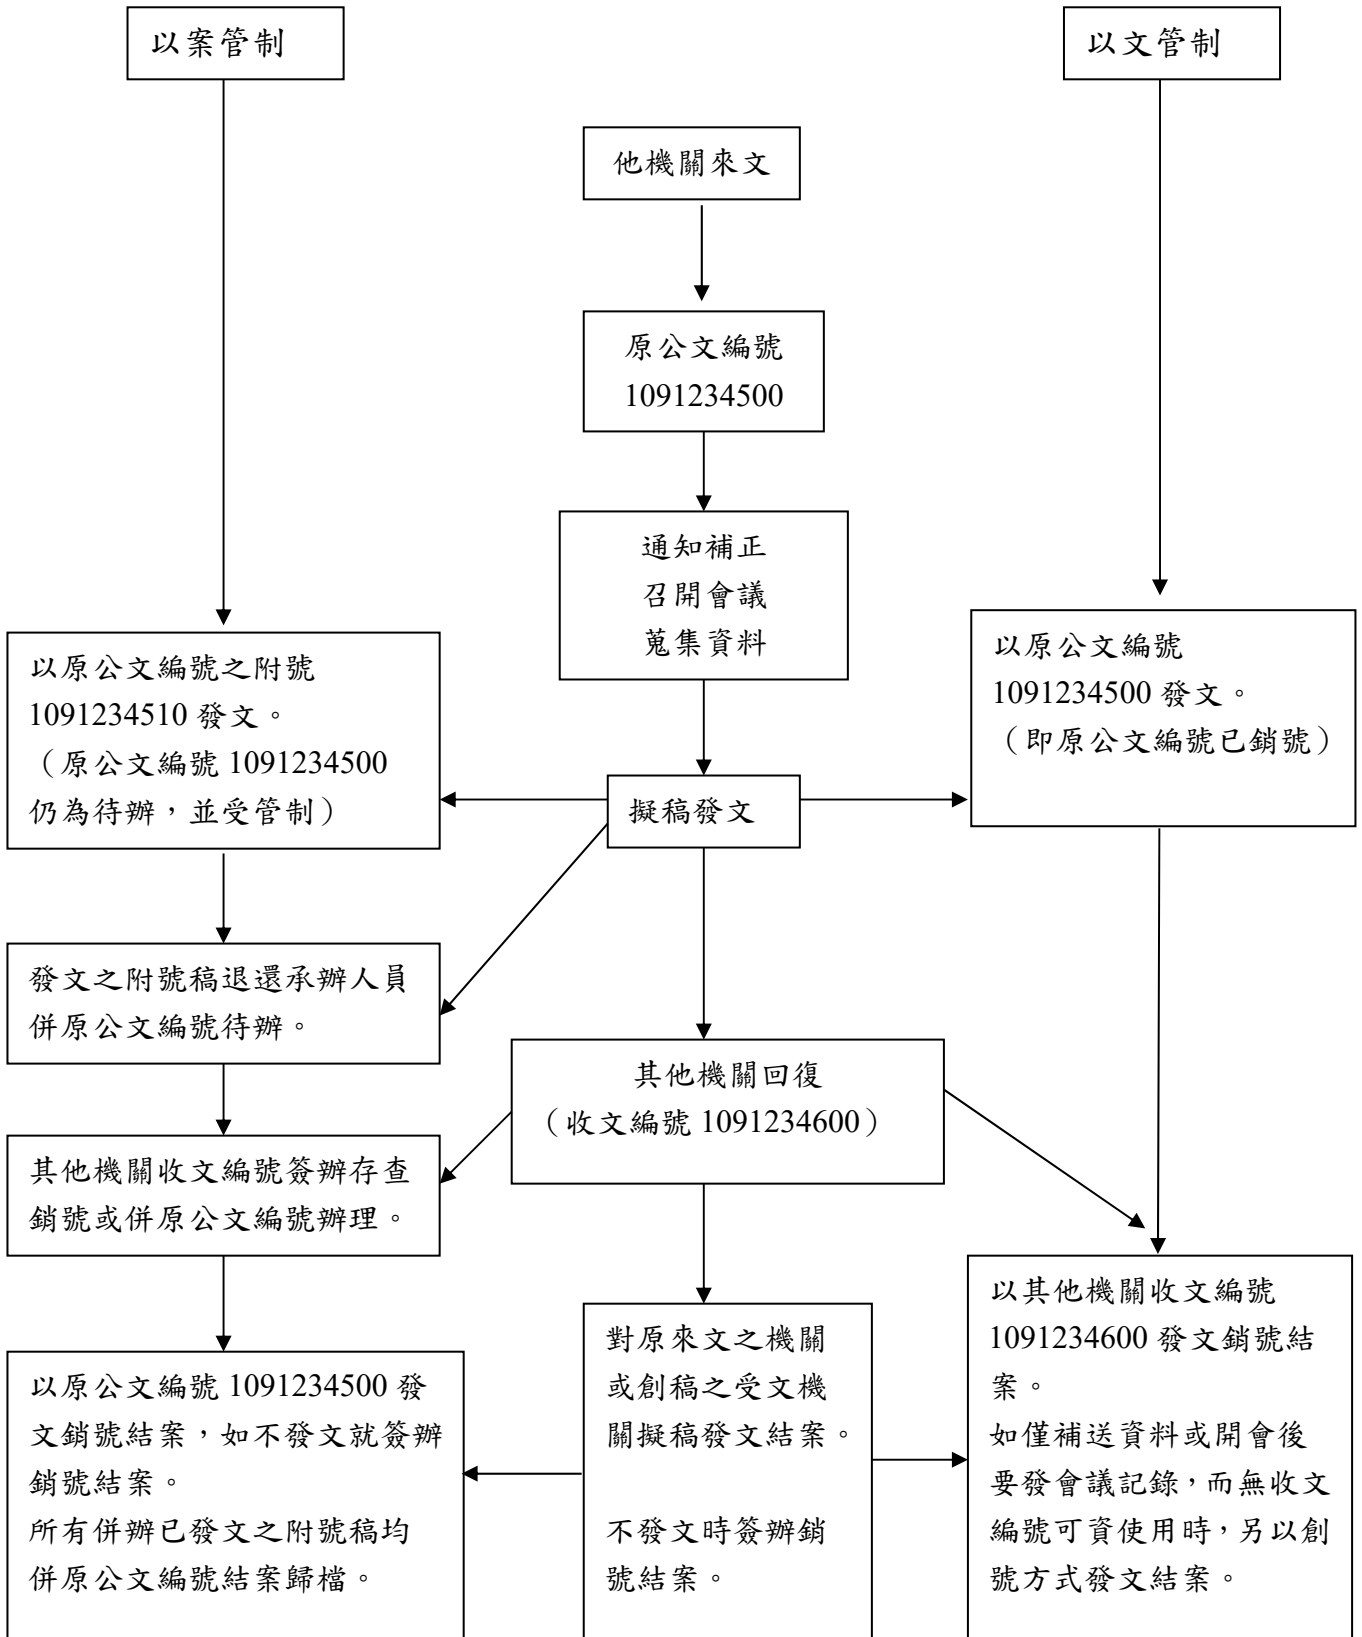 以案管制
以文管制
他機關來文
原公文編號
1091234500
通知補正
召開會議
蒐集資料
以原公文編號之附號
1091234510 發文。
（原公文編號 1091234500
仍為待辦，並受管制）
擬稿發文
以原公文編號
1091234500 發文。
（即原公文編號已銷號）
發文之附號稿退還承辦人員
併原公文編號待辦。
其他機關回復
（收文編號 1091234600）
其他機關收文編號簽辦存查
銷號或併原公文編號辦理。
以原公文編號 1091234500 發
文銷號結案，如不發文就簽辦
銷號結案。
所有併辦已發文之附號稿均
併原公文編號結案歸檔。
對原來文之機關
或創稿之受文機
關擬稿發文結案。
不發文時簽辦銷
號結案。
以其他機關收文編號
1091234600 發文銷號結
案。
如僅補送資料或開會後
要發會議記錄，而無收文
編號可資使用時，另以創
號方式發文結案。